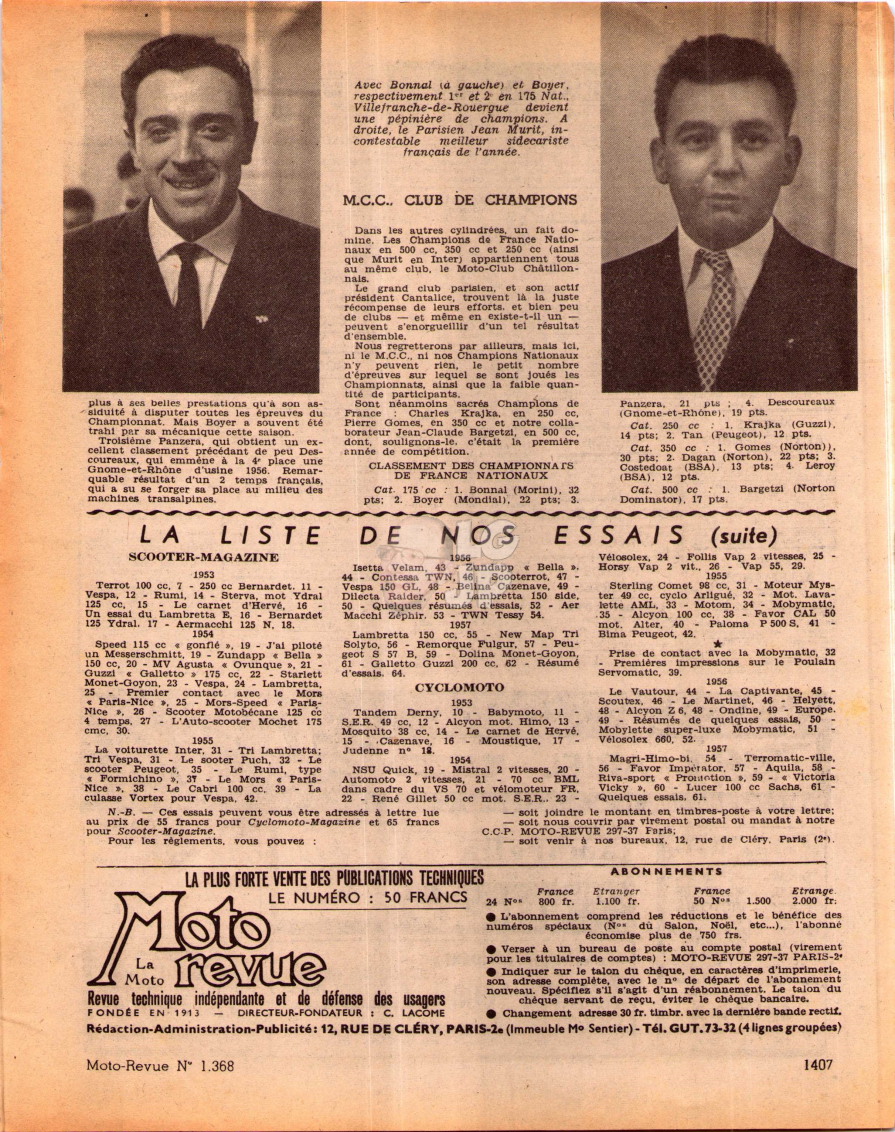 Avec Bonnal (à gauche) et Boyer,
respectivement 1er et 2e en 175 Nat.,
Villefranche-de-Rouergue devient
une pépinière de champions. A
droite, le Parisien Jean Murit, in-
contestable meilleur sidecariste
français de l'année.
M.C.C., CLUB DE CHAMPIONS
Dans les autres cylindrées, un fait do-
mine. Les Champions de France Natio-
naux en 500 cc, 350 cc et 250 cc (ainsi
que Murit en Inter) appartiennent tous
au même club, le Moto-Club Châtillon-
nais.
Le grand club parisien, et son actif
président Cantalice, trouvent là la juste
récompense de leurs efforts, et bien peu
de clubs — et même en existe-t-il un —
peuvent s'enorgueillir d'un tel résultat
d'ensemble.
Nous regretterons par ailleurs, mais ici,
ni le M.C.C., ni nos Champions Nationaux
n'y peuvent rien, le petit nombre
d'épreuves sur lequel se sont joués les
Championnats, ainsi que la faible quan-
tité de participants.
Sont néanmoins sacrés Champions de
France : Charles Krajka, en 250 cc,
Pierre Gomes, en 350 cc et notre colla-
borateur Jean-Claude Bargetzi, en 500 cc,
dont, soulignons-le, c'était la première
année de compétition.
CLASSEMENT DES CHAMPIONNATS
DE FRANCE NATIONAUX
Cat. 175 cc : 1. Bonnal (Morini), 32
pts; 2. Boyer (Mondial), 22 pts; 3.
plus à ses belles prestations qu'à son as-
siduité à disputer toutes les épreuves du
Championnat. Mais Boyer a souvent été
trahi par sa mécanique cette saison.
Troisième Panzera, qui obtient un ex-
cellent classement précédant de peu Des-
coureaux, qui emmène à la 4e place une
Gnome-et-Rhône d'usine 1956. Remar-
quable résultat d'un 2 temps français,
qui a su se forger sa place au milieu des
machines transalpines.
Panzera, 21 pts ; 4. Descoureaux
(Gnome-et-Rhône), 19 pts.
Cat. 250 cc : 1. Krajka (Guzzi),
14 pts; 2. Tan (Peugeot), 12 pts.
Cat. 350 cc : 1. Gomes (Norton)),
30 pts; 2. Dagan (Norton), 22 pts; 3.
Costedoat (BSA), 13 pts; 4. Leroy
(BSA), 12 pts.
Cat. 500 cc : 1. Bargetzi (Norton
Dominator), 17 pts.
LA LISTE DE NOS ESSAIS (suite)
SCOOTER-MAGAZINE
1953
Terrot 100 cc, 7 - 250 cc Bernardet, 11 -
Vespa, 12 - Rumi, 14 - Sterva, mot Ydral
125 cc, 15 - Le carnet d'Hervé, 16 -
Un essai du Lambretta E, 16 - Bernardet
125 Ydral. 17 - Aermacchi 125 N, 18.
1954
Speed 115 cc « gonflé », 19 - J'ai piloté
un Messerschmitt, 19 - Zundapp « Bella »
150 cc, 20 - MV Agusta « Ovunque », 21 -
Guzzi « Galletto » 175 cc, 22 - Starlett
Monet-Goyon, 23 - Vespa, 24 - Lambretta,
25 - Premier contact avec le Mors
« Paris-Nice », 25 - Mors-Speed « Paris-
Nice », 26 - Scooter Motobécane 125 cc
4 temps, 27 - L'Auto-scooter Mochet 175
cmc, 30.
1955
La voiturette Inter, 31 - Tri Lambretta;
Tri Vespa, 31 - Le sooter Puch, 32 - Le
scooter Peugeot, 35 - Le Rumi, type
« Formichino », 37 - Le Mors « Paris-
Nice », 38 - Le Cabri 100 cc, 39 - La
culasse Vortex pour Vespa, 42.
1956
Isetta Velam, 43 - Zundapp « Bella »,
44 - Contessa TWN, 46 - Scooterrot, 47 -
Vespa 150 GL, 48 - Belina Cazenave, 49 -
Dilecta Raider, 50 - Lambretta 150 side,
50 - Quelques résumés d'essais, 52 - Aer
Macchi Zéphir. 53 - TWN Tessy 54.
1957
Lambretta 150 cc, 55 - New Map Tri
Solyto, 56 - Remorque Fulgur, 57 - Peu-
geot S 57 B, 59 - Dolina Monet-Goyon,
61 - Galletto Guzzi 200 cc, 62 - Résumé
d'essais. 64.
CYCLOMOTO
1953
Tandem Derny, 10 - Babymoto, 11 -
S.E.R. 49 cc, 12 - Alcyon mot. Himo, 13 -
Mosquito 38 cc, 14 - Le carnet de Hervé,
15 - Cazenave, 16 - Moustique, 17 -
Judenne n° 18.
1954
NSU Quick, 19 - Mistral 2 vitesses, 20 -
Automoto 2 vitesses, 21 - 70 cc BML
dans cadre du VS 70 et vélomoteur FR,
22 - René Gillet 50 cc mot. S.E.R., 23 -
Vélosolex, 24 - Follis Vap 2 vitesses, 25 -
Horsy Vap 2 vit., 26 - Vap 55, 29.
1955
Sterling Comet 98 cc, 31 - Moteur Mys-
ter 49 cc, cyclo Arligué, 32 - Mot. Lava-
lette AML, 33 - Motom, 34 - Mobymatic,
35 - Alcyon 100 cc, 38 - Favor CAL 50
mot. Alter, 40 - Paloma P 500 S, 41 -
Bima Peugeot, 42.
★
Prise de contact avec la Mobymatic, 32
- Premières impressions sur le Poulain
Servomatic, 39.
1956
Le Vautour, 44 - La Captivante, 45 -
Scoutex, 46 - Le Martinet, 46 - Helyett,
48 - Alcyon Z 6, 48 - Ondine, 49 - Europe.
49 - Résumés de quelques essais, 50 -
Mobylette super-luxe Mobymatic, 51 -
Vélosolex 660, 52.
1957
Magri-Himo-bi. 54 - Terromatic-ville,
56 - Favor Impérator, 57 - Aquila, 58 -
Riva-sport « Promotion », 59 - « Victoria
Vicky », 60 - Lucer 100 cc Sachs, 61 -
Quelques essais. 61.
N.-B. — Ces essais peuvent vous être adressés à lettre lue
au prix de 55 francs pour Cyclomoto-Magazine et 65 francs
pour Scooter-Magazine.
Pour les règlements, vous pouvez :
— soit joindre le montant en timbres-poste à votre lettre;
— soit nous couvrir par virement postal ou mandat à notre
C.C.P. MOTO-REVUE 297-37 Paris;
— soit venir à nos bureaux, 12, rue de Cléry, Paris (2e).
LA PLUS FORTE VENTE DES PUBLICATIONS TECHNIQUES
LE NUMÉRO : 50 FRANCS
Moto
La
Moto
revue
Revue technique indépendante et de défense des usagers
FONDÉE EN 1913 — DIRECTEUR-FONDATEUR : C. LACOME
ABONNEMENTS
France Etranger France Etrange.
24 Nos 800 fr. 1.100 fr. 50 Nos 1.500 2.000 fr:
● L'abonnement comprend les réductions et le bénéfice des
numéros spéciaux (Nos du Salon, Noël, etc...), l'abonné
économise plus de 750 frs.
● Verser à un bureau de poste au compte postal (virement
pour les titulaires de comptes) : MOTO-REVUE 297-37 PARIS-2e
● Indiquer sur le talon du chèque, en caractères d'imprimerie,
son adresse complète, avec le n° de départ de l'abonnement
nouveau. Spécifiez s'il s'agit d'un réabonnement. Le talon du
chèque servant de reçu, éviter le chèque bancaire.
● Changement adresse 30 fr. timbr. avec la dernière bande rectif.
Rédaction-Administration-Publicité : 12, RUE DE CLÉRY, PARIS-2e (Immeuble Mo Sentier) - Tél. GUT. 73-32 (4 lignes groupées)
Moto-Revue N° 1.368
1407